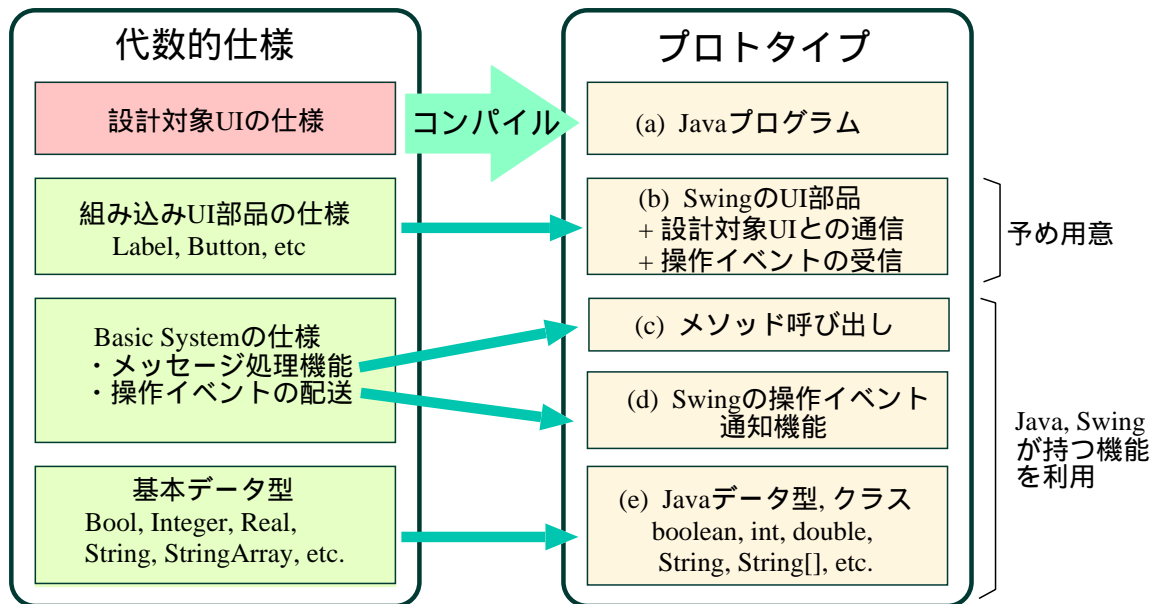 代数的仕様
設計対象UIの仕様
組み込みUI部品の仕様
Label, Button, etc
Basic Systemの仕様
・メッセージ処理機能
・操作イベントの配送
基本データ型
Bool, Integer, Real,
String, StringArray, etc.
コンパイル
プロトタイプ
(a) Javaプログラム
(b) SwingのUI部品
+ 設計対象UIとの通信
+ 操作イベントの受信
(c) メソッド呼び出し
(d) Swingの操作イベント
通知機能
(e) Javaデータ型, クラス
boolean, int, double,
String, String[], etc.
予め用意
Java, Swing
が持つ機能
を利用